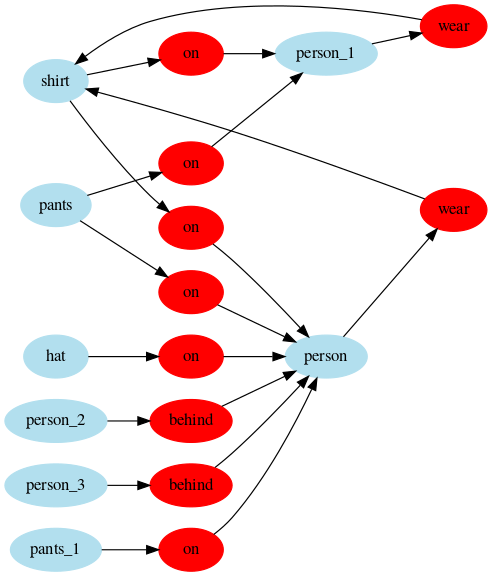 wear
on
person_1
shirt
on
pants
wear
on
on
hat
on
person
person_2
behind
person_3
behind
pants_1
on